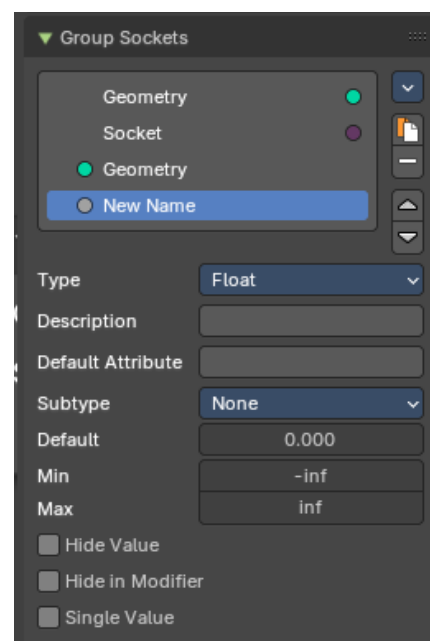 Group Sockets
Geometry
Socket
Geometry
New Name
Type Float
Description
Default Attribute
Subtype None
Default 0.000
Min -inf
Max inf
Hide Value
Hide in Modifier
Single Value